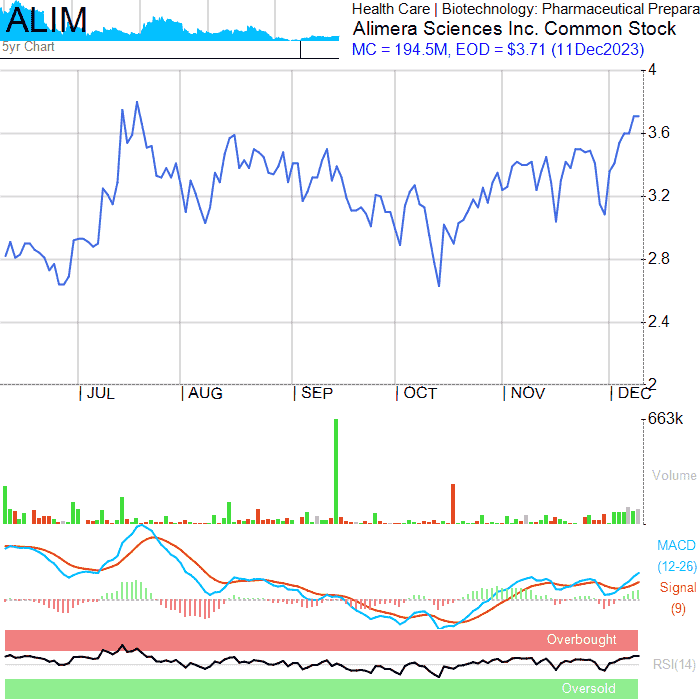 ALIM
5yr Chart
Health Care | Biotechnology: Pharmaceutical Prepara
Alimera Sciences Inc. Common Stock
MC = 194.5M, EOD = $3.71 (11Dec2023)
4
3.6
3.2
2.8
2.4
2
JUL AUG SEP OCT NOV DEC
663k
Volume
MACD
(12-26)
Signal
(9)
Overbought
RSI(14)
Oversold